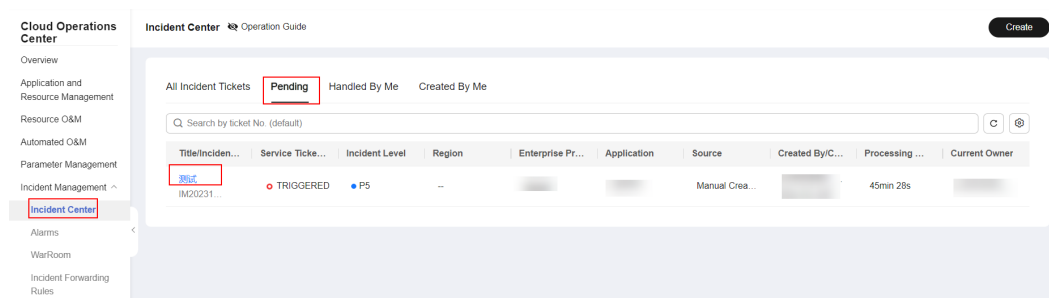 Cloud Operations
Center
Incident Center Operation Guide
Create
Overview
Application and
Resource Management
Resource O&M
Automated O&M
Parameter Management
Incident Management
Incident Center
Alarms
WarRoom
Incident Forwarding
Rules
All Incident Tickets Pending Handled By Me Created By Me
Search by ticket No. (default)
Title/Inciden... Service Ticke... Incident Level Region Enterprise Pr... Application Source Created By/C... Processing ... Current Owner
测试
IM20231...
TRIGGERED P5 -- Manual Crea... 45min 28s